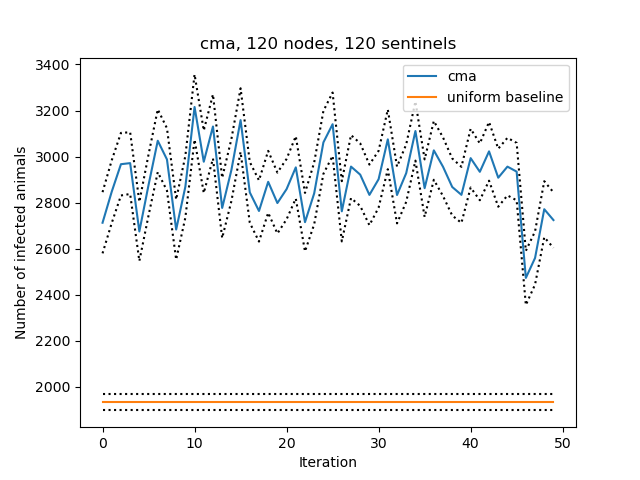 cma, 120 nodes, 120 sentinels
3400
3200
3000
2800
2600
2400
2200
2000
Number of infected animals
cma
uniform baseline
0
10
20
30
40
50
Iteration